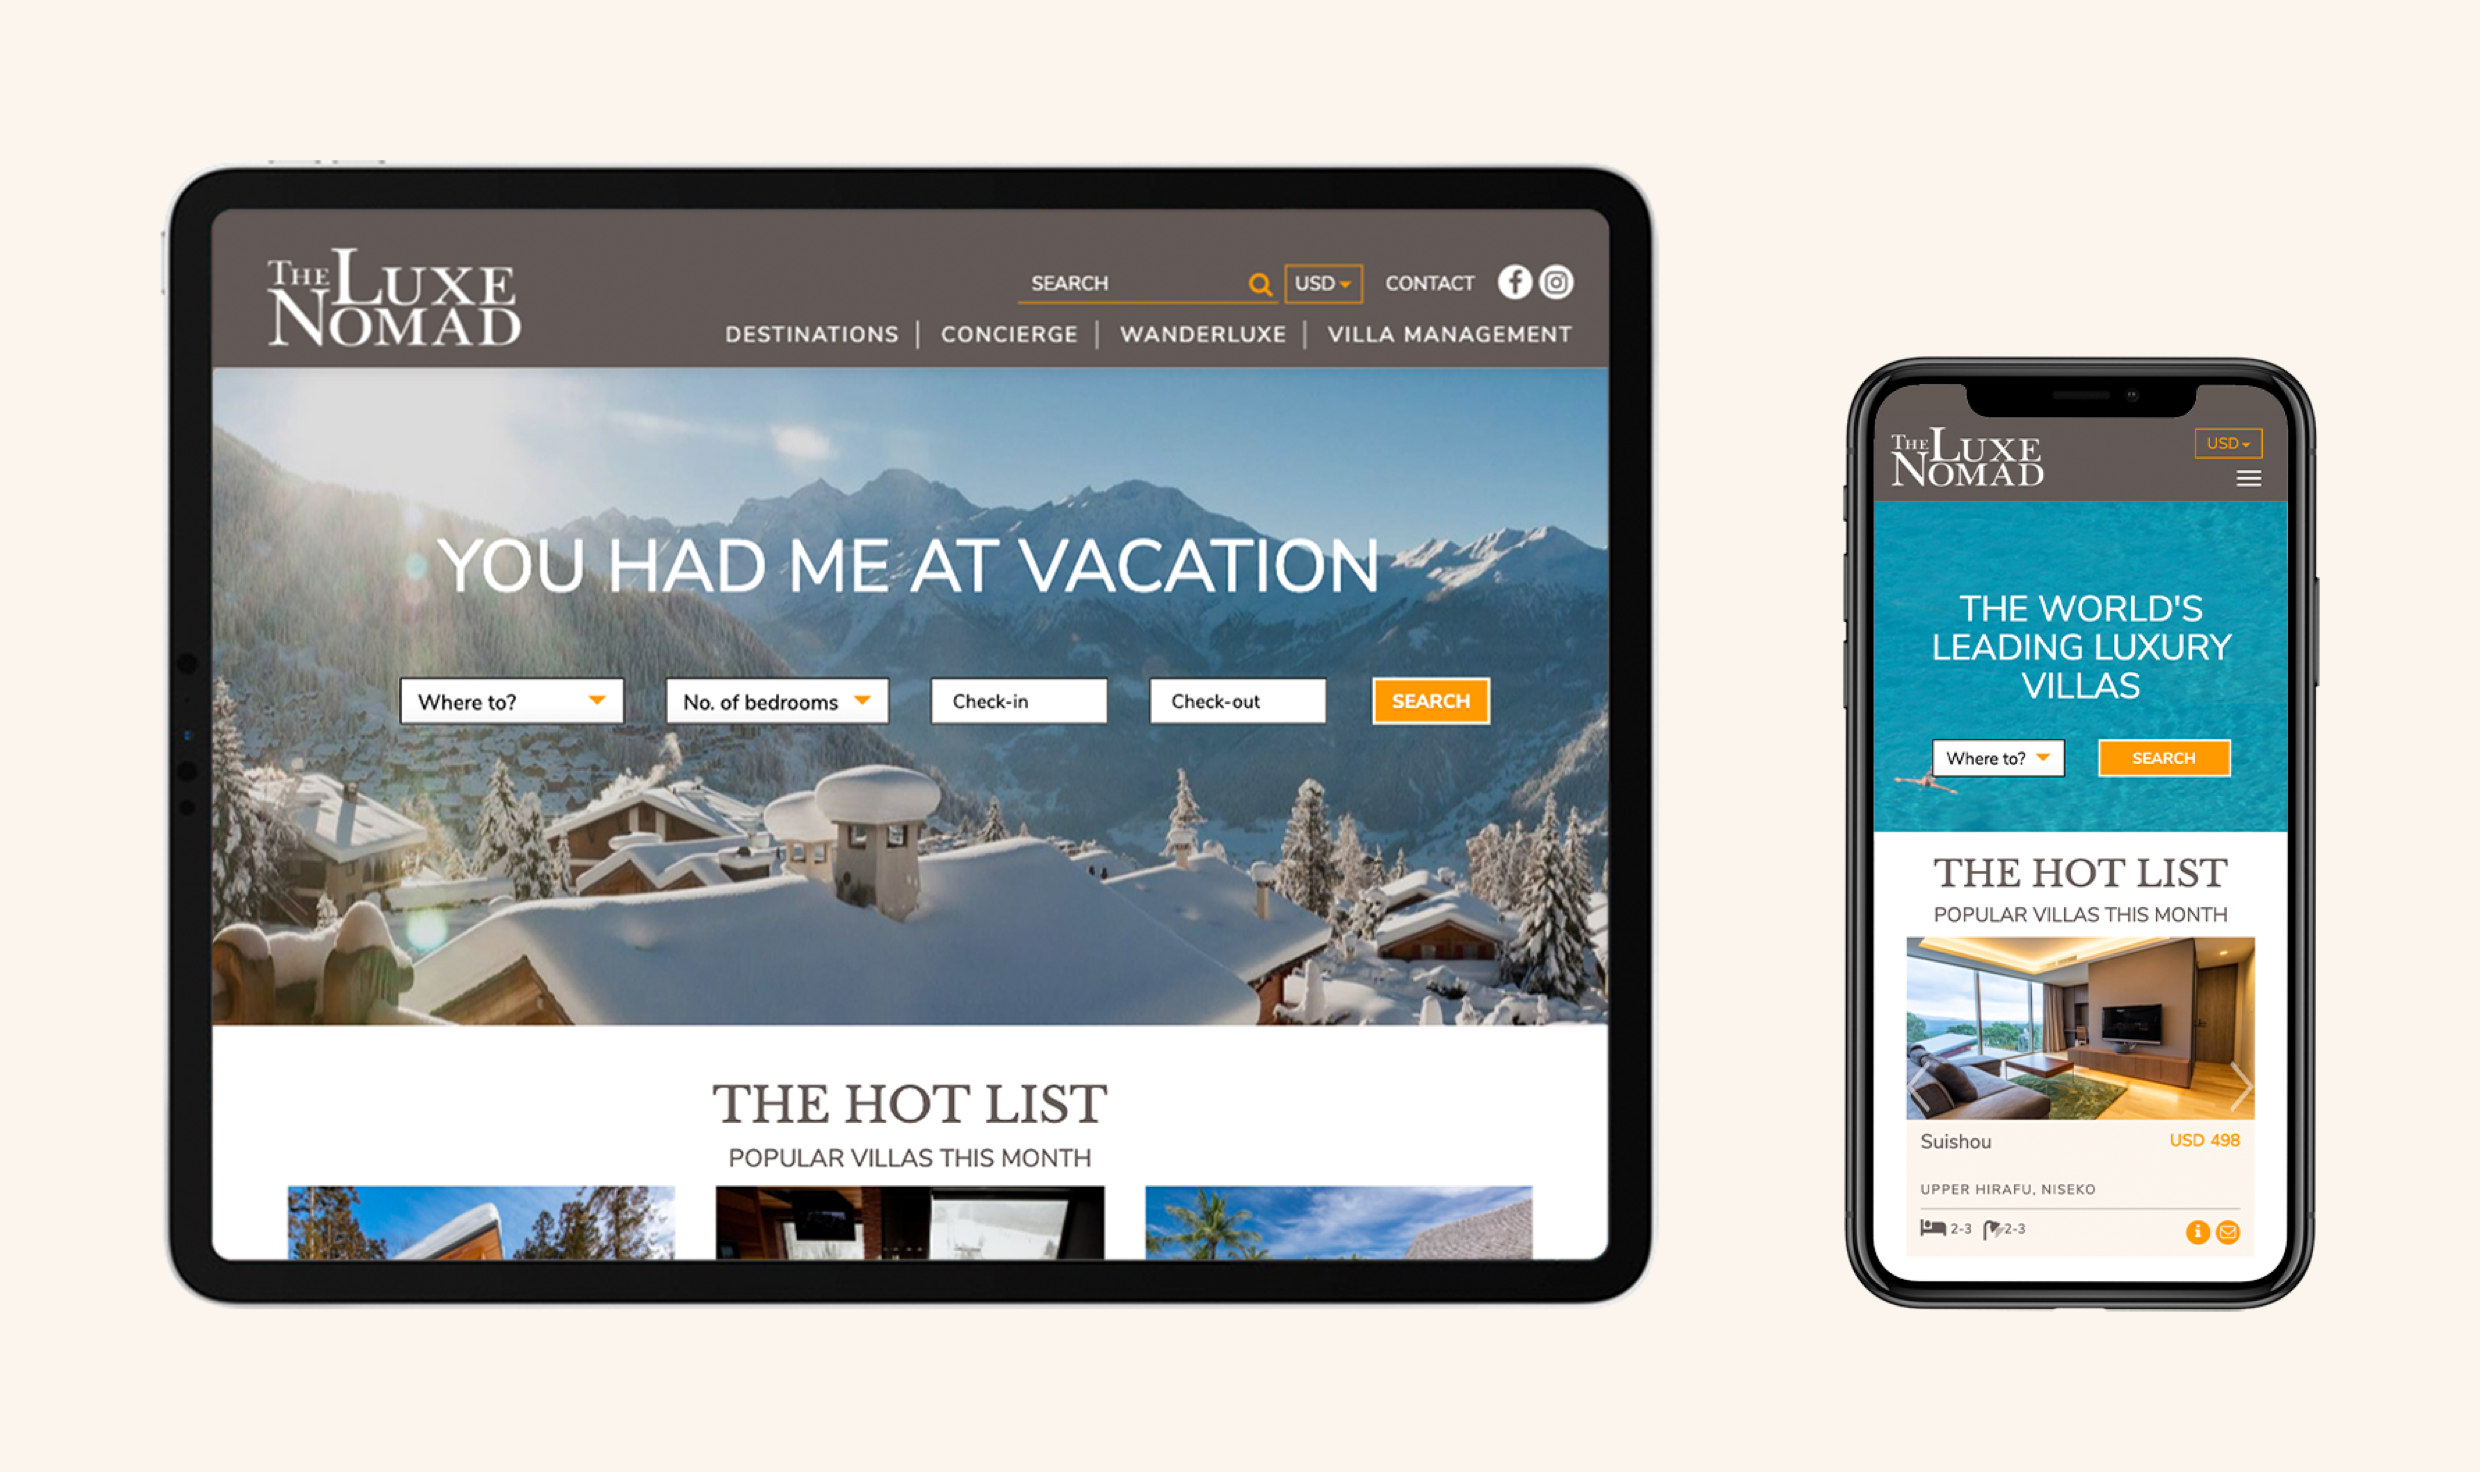 THE LUXE
NOMAD
SEARCH
USD
CONTACT
DESTINATIONS
CONCIERGE
WANDERLUXE
VILLA MANAGEMENT
YOU HAD ME AT VACATION
Where to?
No. of bedrooms
Check-in
Check-out
SEARCH
THE HOT LIST
POPULAR VILLAS THIS MONTH
THE LUXE
NOMAD
USD
THE WORLD'S
LEADING LUXURY
VILLAS
Where to?
SEARCH
THE HOT LIST
POPULAR VILLAS THIS MONTH
Suishou
USD 498
UPPER HIRAFU, NISEKO
2-3
2-3